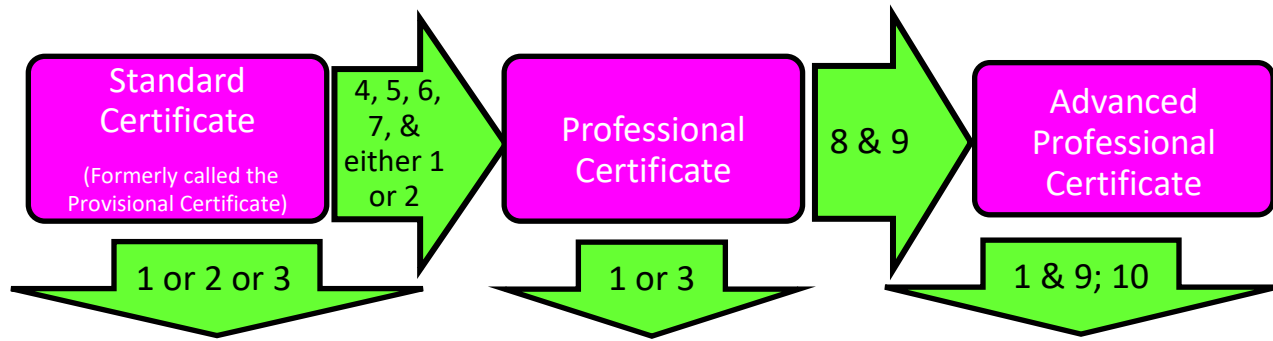 Standard
Certificate
(Formerly called the
Provisional Certificate)
4, 5, 6,
7, &
either 1
or 2
Professional
Certificate
8 & 9
Advanced
Professional
Certificate
1 or 2 or 3
1 or 3
1 & 9; 10